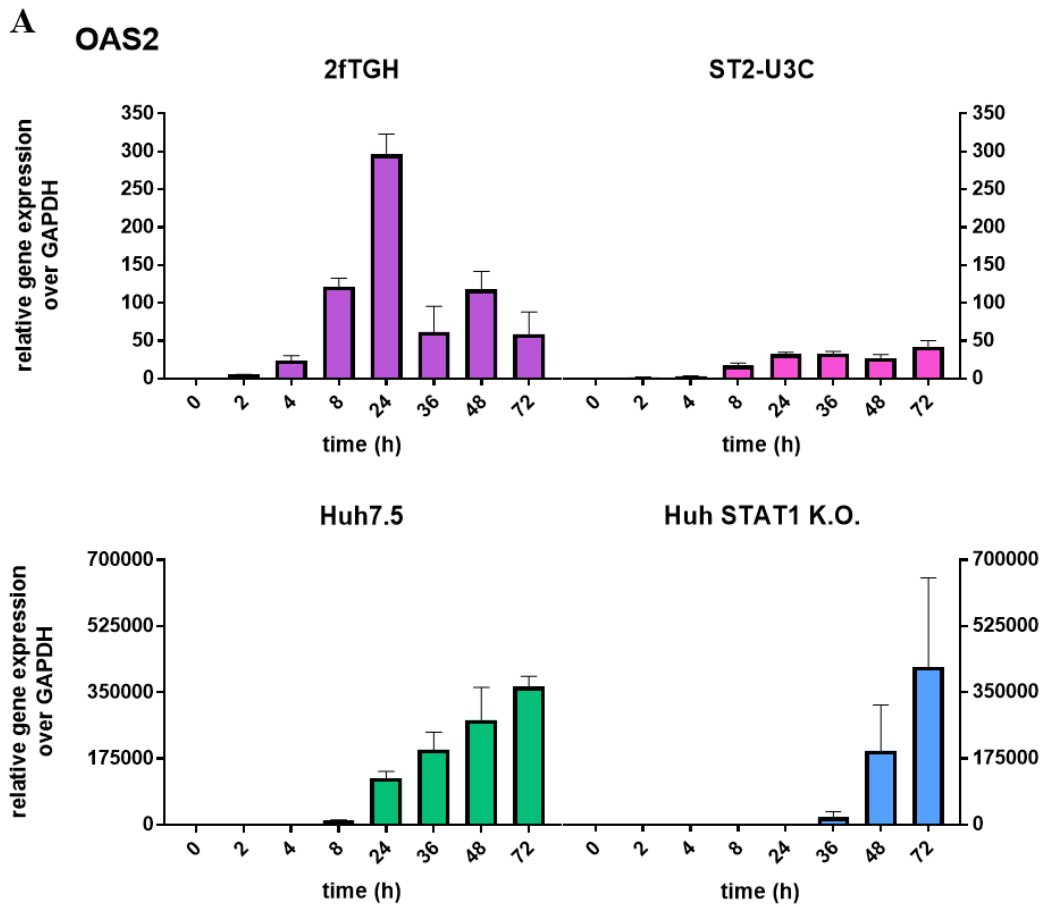 A
OAS2
2fTGH
ST2-U3C
relative gene expression
over GAPDH
350
300
250
200
150
100
50
0
350
300
250
200
150
100
50
0
0 2 4 8 24 36 48 72
0 2 4 8 24 36 48 72
time (h)
time (h)
Huh7.5
Huh STAT1 K.O.
relative gene expression
over GAPDH
700000
525000
350000
175000
0
700000
525000
350000
175000
0
0 2 4 8 24 36 48 72
0 2 4 8 24 36 48 72
time (h)
time (h)